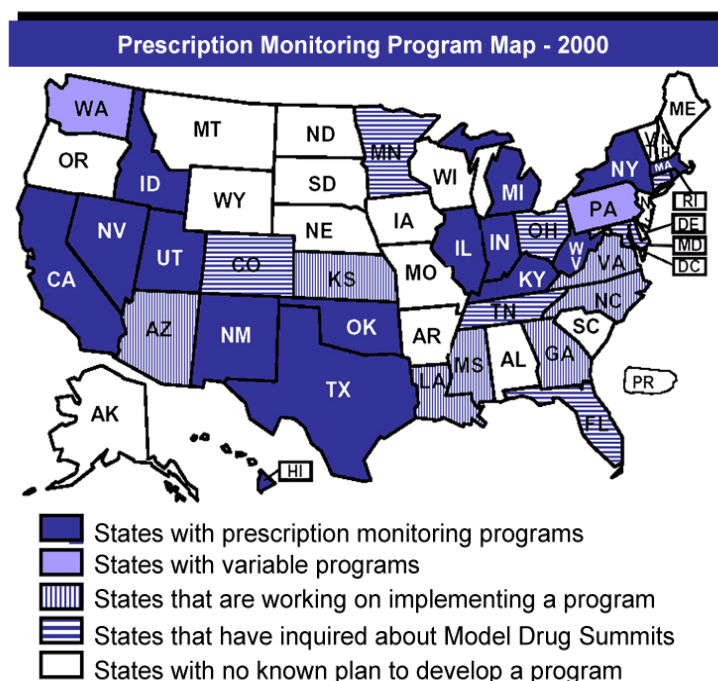 Prescription Monitoring Program Map - 2000
WA
MT
ND
MN
ME
OR
ID
SD
WI
MI
NY
V
T
N
H
MA
WY
RI
IA
PA
N
NE
DE
NV
OH
IL
IN
MD
UT
W
V
CO
DC
VA
CA
KS
MO
KY
NC
TN
AZ
OK
NM
AR
SC
MS
AL
GA
LA
PR
TX
AK
FL
HI
States with prescription monitoring programs
States with variable programs
States that are working on implementing a program
States that have inquired about Model Drug Summits
States with no known plan to develop a program